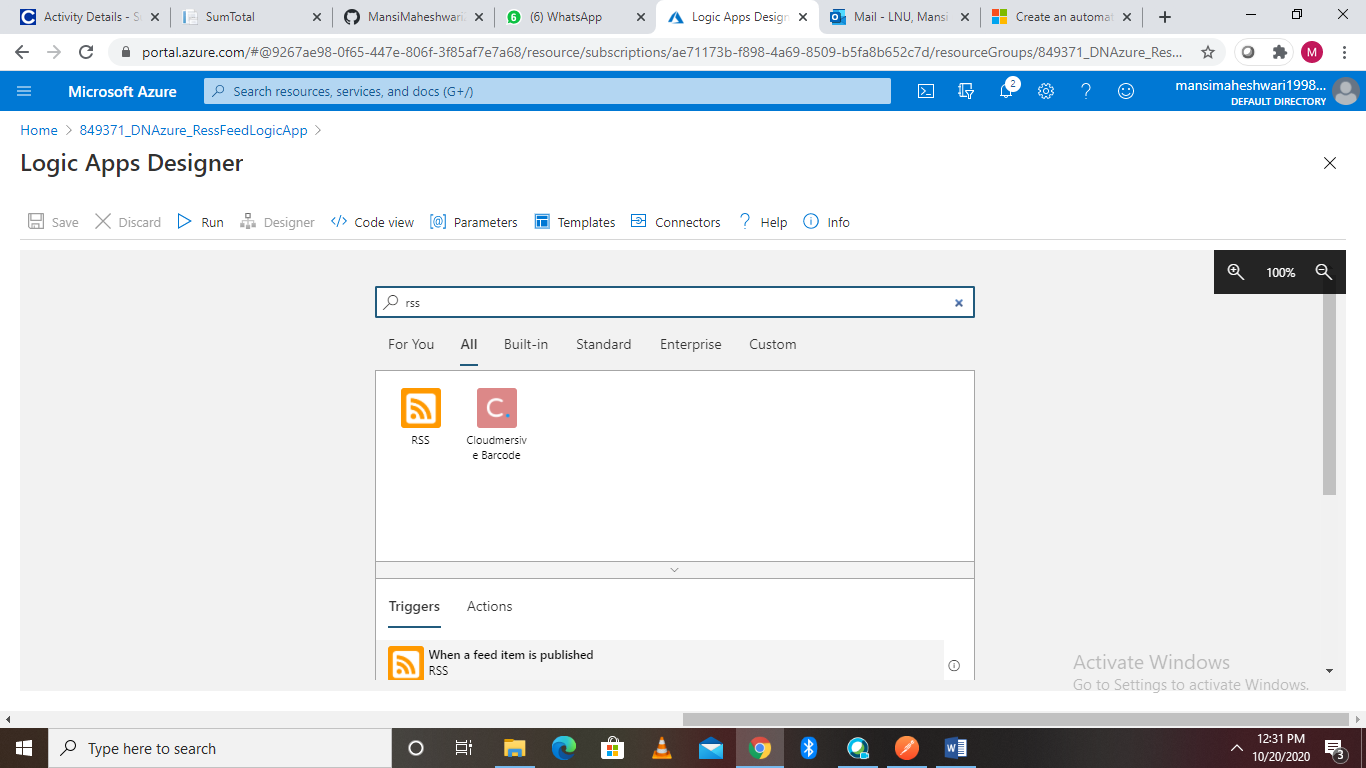 Activity Details - S
SumTotal
MansiMaheshwari
(6) WhatsApp
Logic Apps Design
Mail - LNU, Mansi
Create an automat
portal.azure.com/#@9267ae98-0f65-447e-806f-3f85af7e7a68/resource/subscriptions/ae71173b-f898-4a69-8509-b5fa8b652c7d/resourceGroups/849371_DNAzure_Res...
M
Microsoft Azure
Search resources, services, and docs (G+/)
2
mansimaheshwari1998...
DEFAULT DIRECTORY
Home > 849371_DNAzure_RessFeedLogicApp >
Logic Apps Designer
Save Discard Run Designer Code view Parameters Templates Connectors Help Info
100%
rss
For You All Built-in Standard Enterprise Custom
C.
RSS
Cloudmersiv
e Barcode
Triggers Actions
When a feed item is published
RSS
Activate Windows
Go to Settings to activate Windows.
Type here to search
12:31 PM
10/20/2020
3